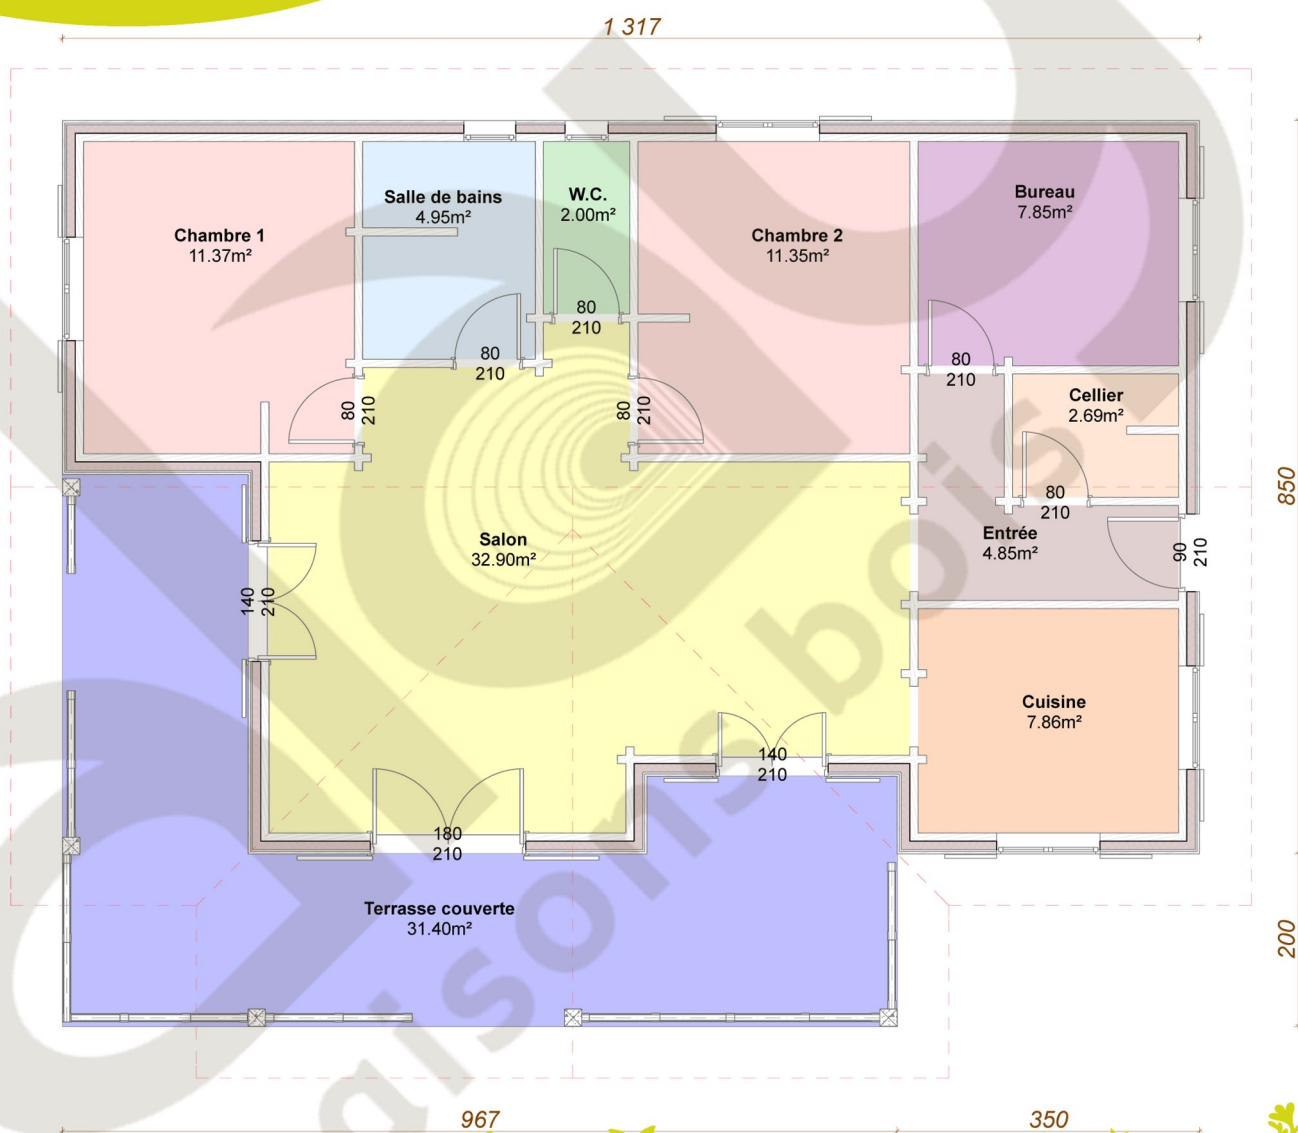 1 317
Chambre 1
11.37m²
Salle de bains
4.95m²
W.C.
2.00m²
Chambre 2
11.35m²
Bureau
7.85m²
80
210
80
210
80
210
80
210
80
210
Cellier
2.69m²
80
210
850
Salon
32.90m²
Entrée
4.85m²
90
210
140
210
Cuisine
7.86m²
140
210
180
210
Terrasse couverte
31.40m²
200
aisons bois
967
350